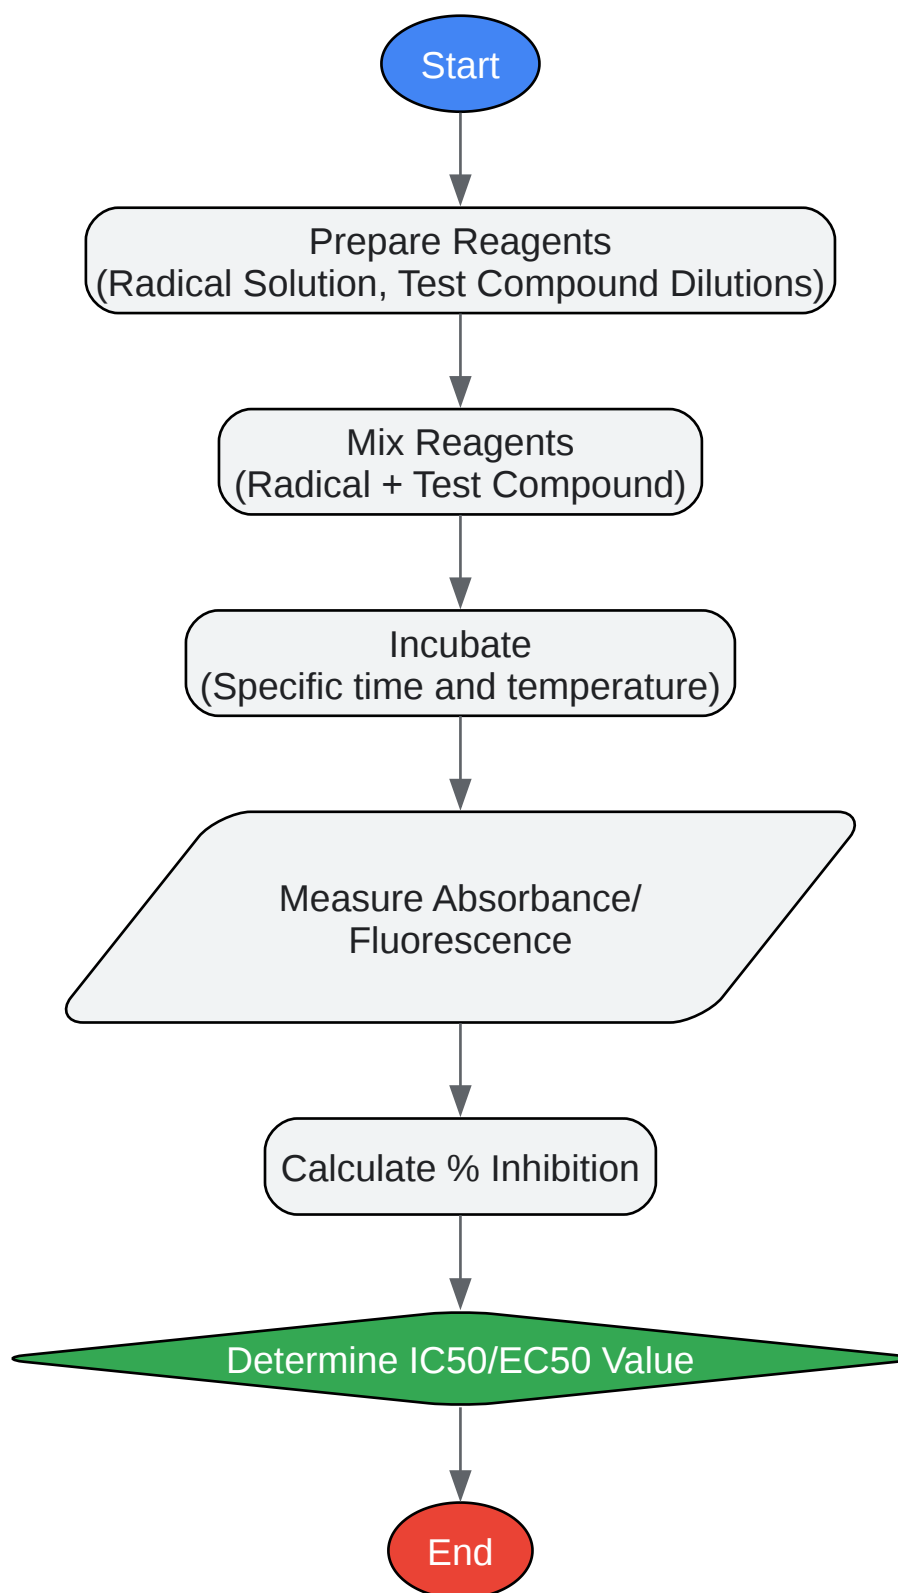 Start
Prepare Reagents
(Radical Solution, Test Compound Dilutions)
Mix Reagents
(Radical + Test Compound)
Incubate
(Specific time and temperature)
Measure Absorbance/
Fluorescence
Calculate % Inhibition
Determine IC50/EC50 Value
End